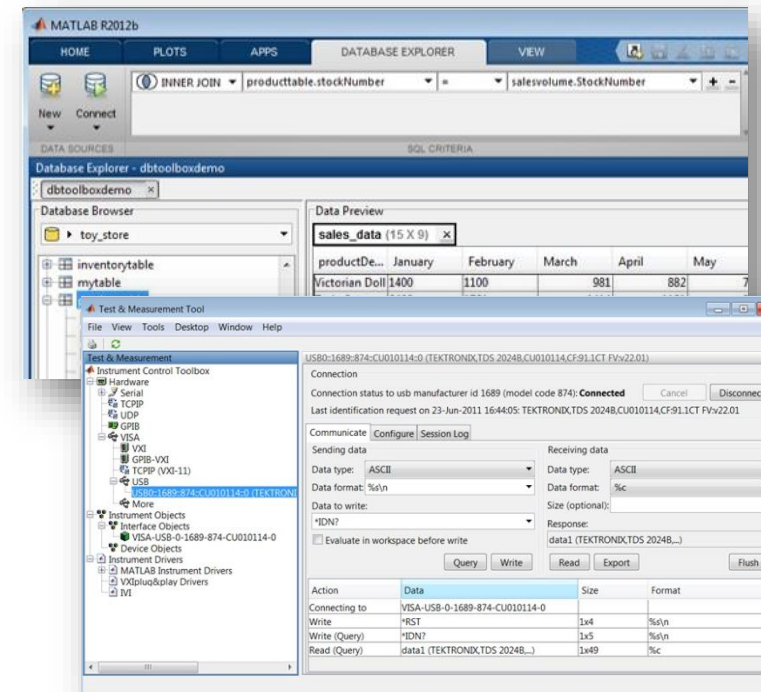 MATLAB R2012b
HOME PLOTS APPS DATABASE EXPLORER VIEW
INNER JOIN producttable.stockNumber = salesvolume.StockNumber + -
New Connect
DATA SOURCES SQL CRITERIA
Database Explorer - dbtoolboxdemo
dbtoolboxdemo ×
Database Browser Data Preview
toy_store sales_data (15 X 9) ×
inventorytable productDe... January February March April May
mytable Victorian Doll 1400 1100 981 882 7
Test & Measurement Tool
File View Tools Desktop Window Help
Test & Measurement USB0::1689::874::CU010114::0 (TEKTRONIX,TDS 2024B,CU010114,CF:91.1CT FV:v22.01)
Instrument Control Toolbox Connection
Hardware
Serial Connection status to usb manufacturer id 1689 (model code 874): Connected Cancel Disconnec
TCPIP
UDP Last identification request on 23-Jun-2011 16:44:05: TEKTRONIX,TDS 2024B,CU010114,CF:91.1CT FV:v22.01
GPIB
VISA Communicate Configure Session Log
VXI Sending data Receiving data
GPIB-VXI
TCPIP (VXI-11) Data type: ASCII Data type: ASCII
USB Data format: %s\n Data format: %c
USB0::1689::874::CU010114::0 (TEKTRONI
More Data to write: Size (optional):
Instrument Objects
Interface Objects *IDN? Response:
VISA-USB-0-1689-874-CU010114-0 Evaluate in workspace before write data1 (TEKTRONIX,TDS 2024B,...)
Device Objects
Instrument Drivers Query Write Read Export Flush
MATLAB Instrument Drivers
VXIplug&play Drivers
IVI Action Data Size Format
Connecting to VISA-USB-0-1689-874-CU010114-0
Write *RST 1x4 %s\n
Write (Query) *IDN? 1x5 %s\n
Read (Query) data1 (TEKTRONIX,TDS 2024B,...) 1x49 %c